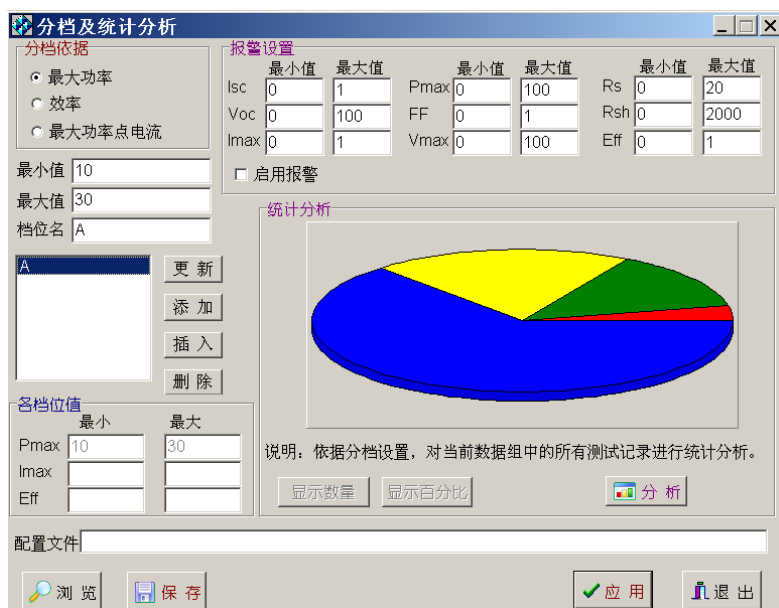 分档及统计分析
分档依据
最大功率
效率
最大功率点电流
报警设置
最小值 最大值 最小值 最大值 最小值 最大值
Isc 0 1 Pmax 0 100 Rs 0 20
Voc 0 100 FF 0 1 Rsh 0 2000
Imax 0 1 Vmax 0 100 Eff 0 1
启用报警
最小值 10
最大值 30
档位名 A
A
更新
添加
插入
删除
统计分析
说明：依据分档设置，对当前数据组中的所有测试记录进行统计分析。
显示数量 显示百分比 分析
各档位值
最小 最大
Pmax 10 30
Imax
Eff
配置文件
浏览 保存 应用 退出